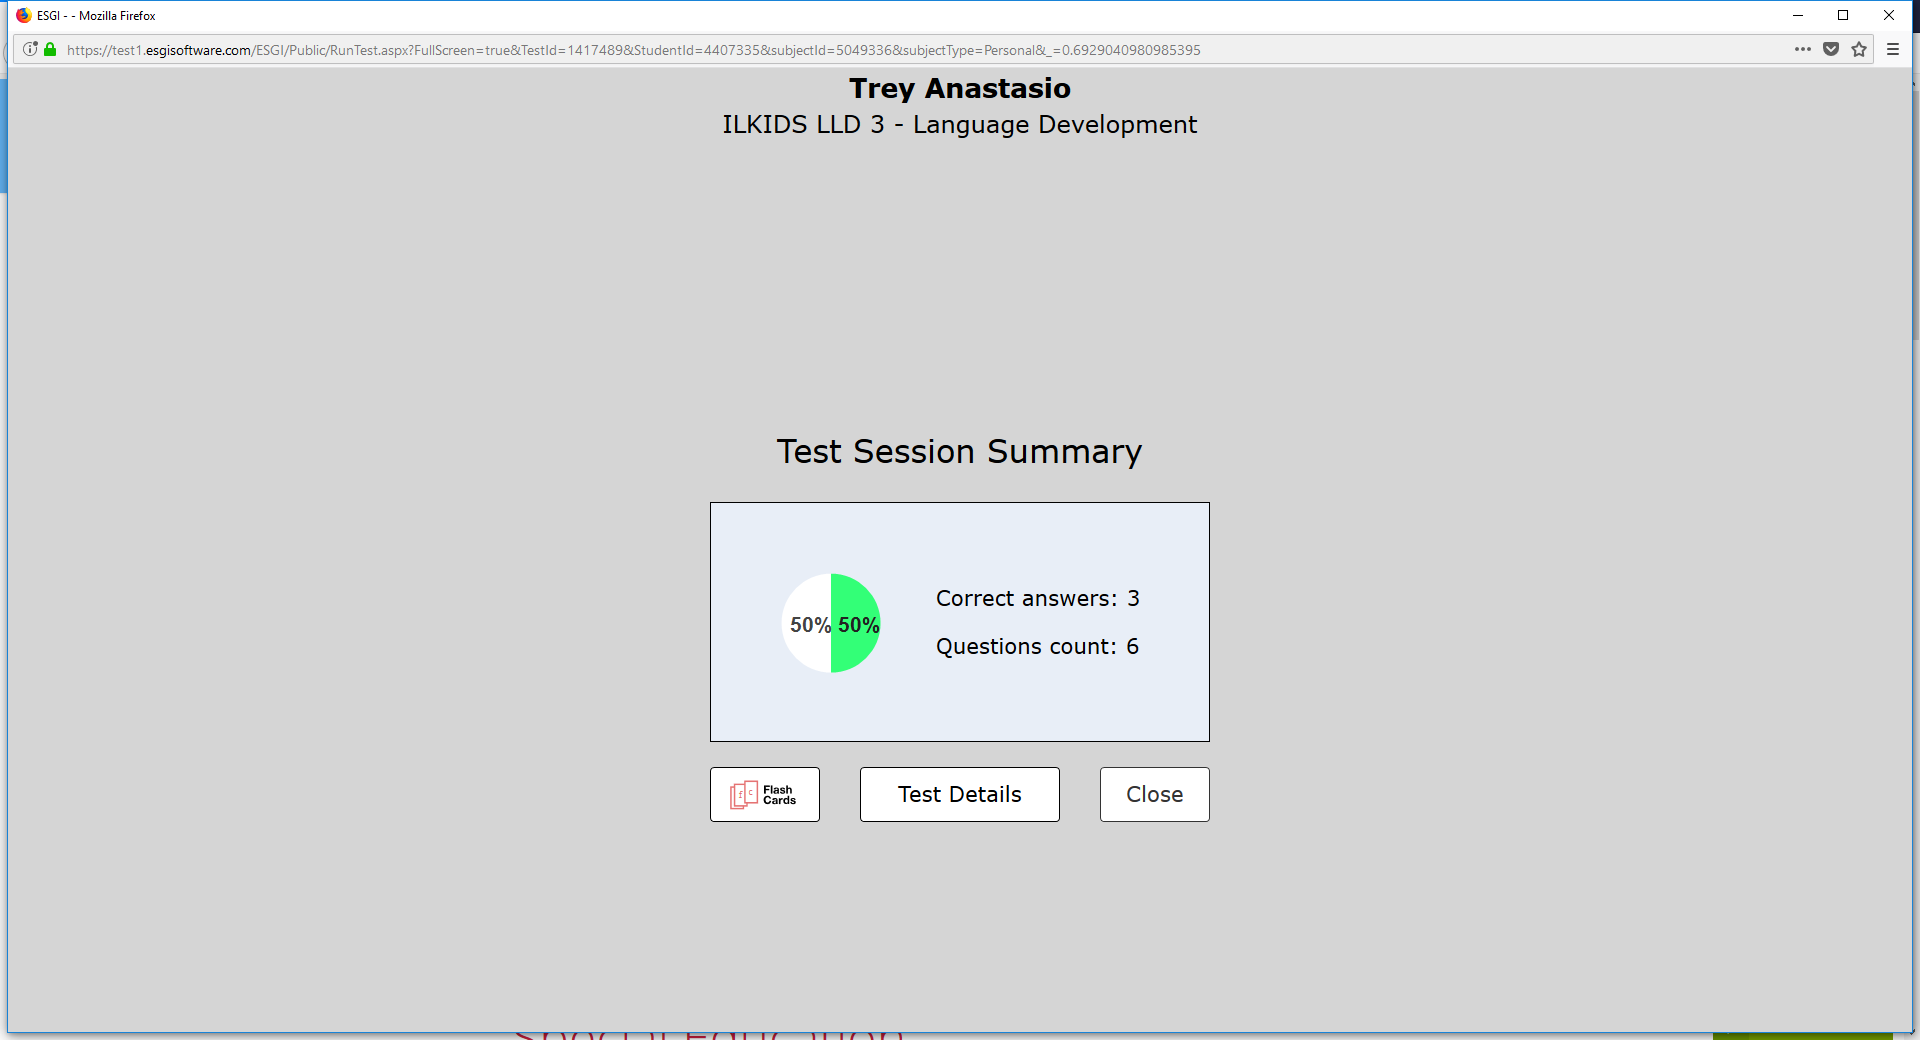 ESGI - - Mozilla Firefox
https://test1.esgisoftware.com/ESGI/Public/RunTest.aspx?FullScreen=true&TestId=1417489&StudentId=4407335&subjectId=5049336&subjectType=Personal&_=0.6929040980985395
Trey Anastasio
ILKIDS LLD 3 - Language Development
Test Session Summary
50% 50%
Correct answers: 3
Questions count: 6
f c Flash Cards
Test Details
Close
Special Education